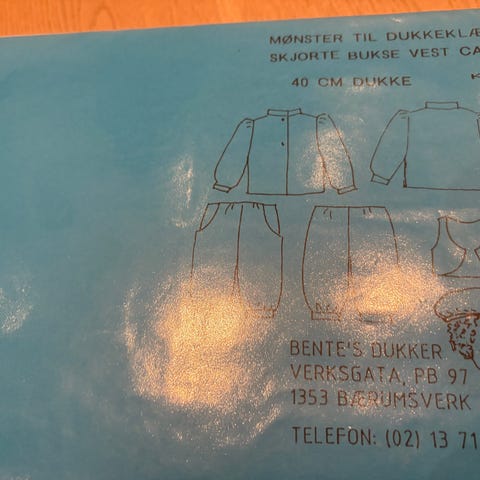 MØNSTER TIL DUKKEKLÆ
SKJORTE BUKSE VEST CA
40 CM DUKKE
BENTE'S DUKKER
VERKSGATA, PB 97
1353 BÆRUMSVERK
TELEFON: (02) 13 71